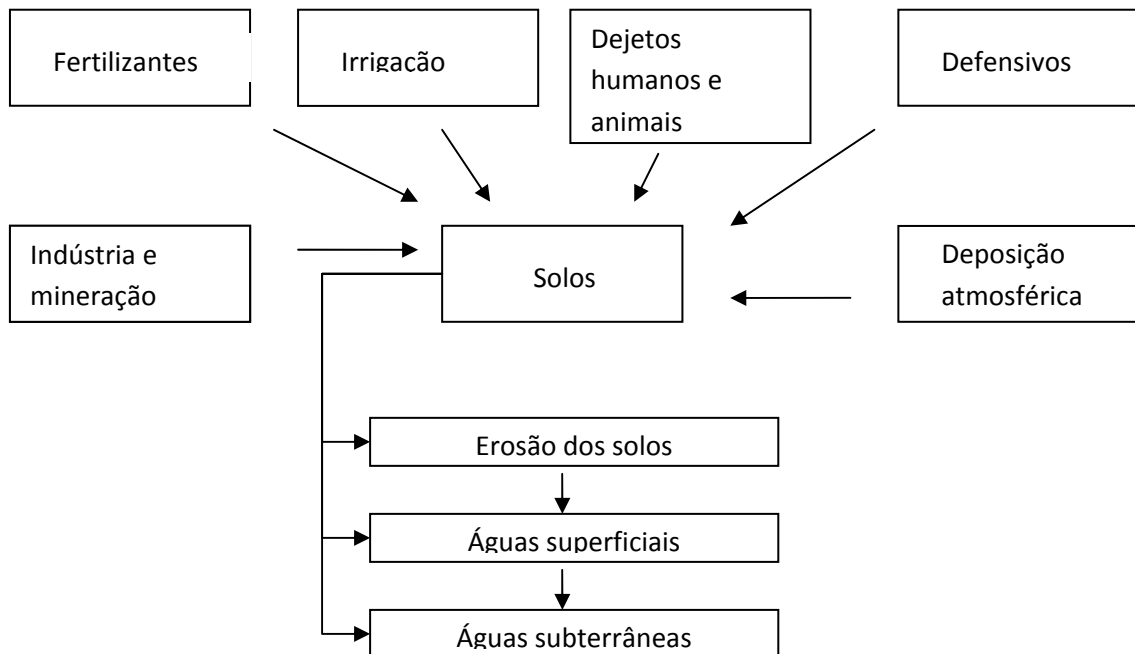 Fertilizantes
Irrigação
Dejetos
humanos e
animais
Defensivos
Indústria e
mineração
Solos
Deposição
atmosférica
Erosão dos solos
Águas superficiais
Águas subterrâneas